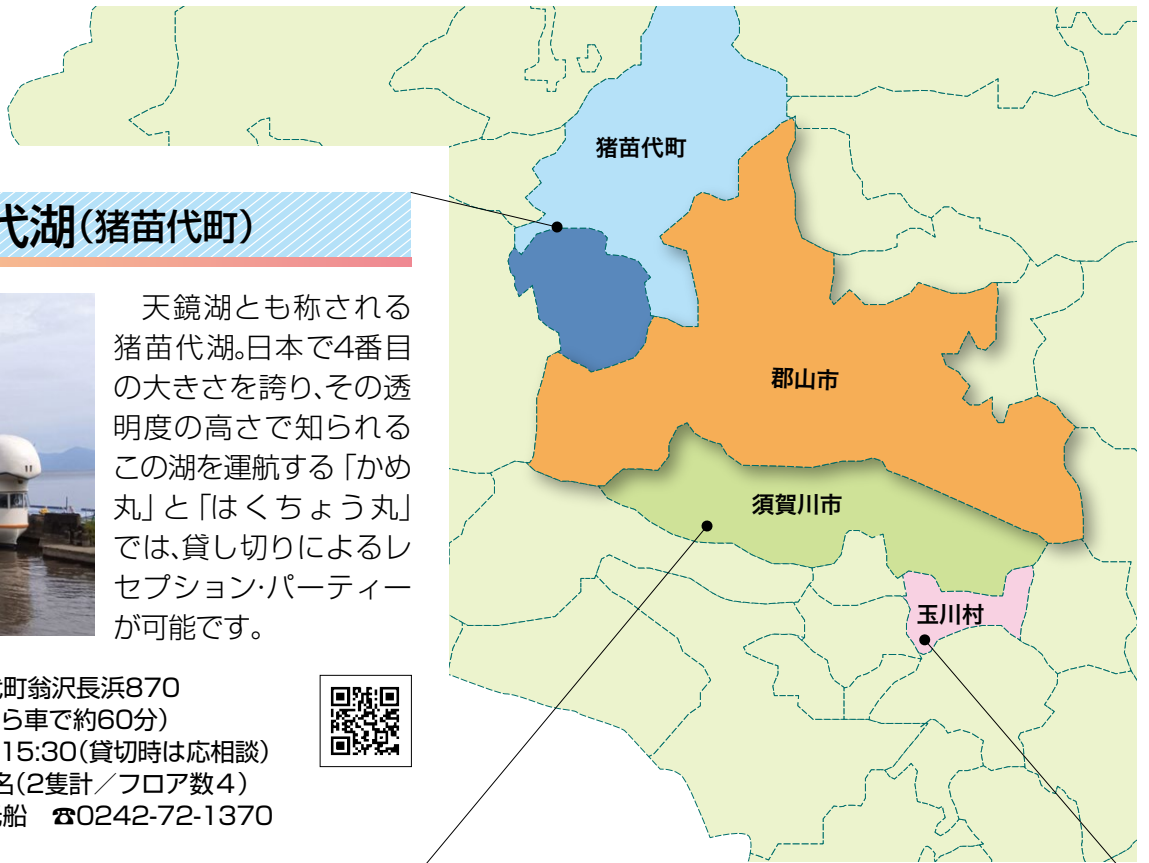 代湖(猪苗代町)
天鏡湖とも称される
猪苗代湖。日本で4番目
の大きさを誇り、その透
明度の高さで知られる
この湖を運航する「かめ
丸」と「はくちょう丸」
では、貸し切りによるレ
セプション・パーティー
が可能です。
町翁沢長浜870
ら車で約60分)
15:30(貸切時は応相談)
名(2隻計／フロア数4)
船 ☎0242-72-1370
猪苗代町
郡山市
須賀川市
玉川村